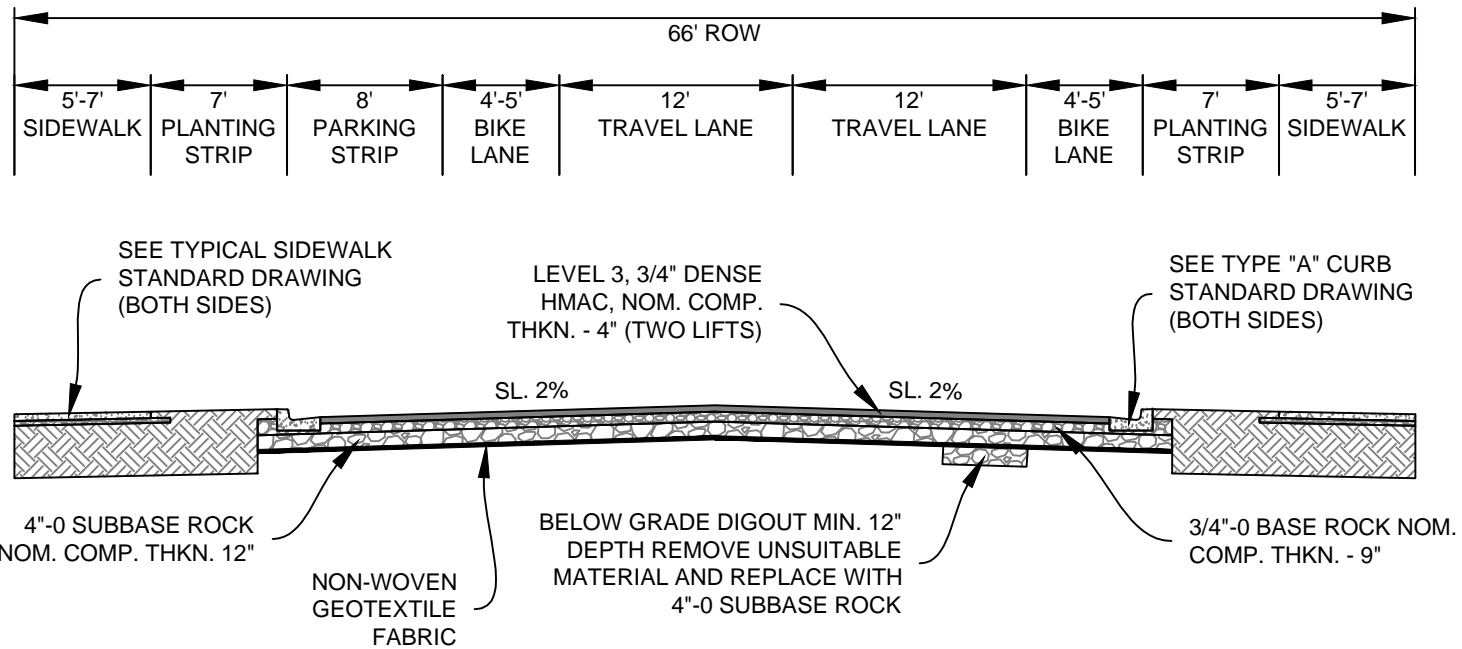 66' ROW
5'-7'
SIDEWALK
7'
PLANTING
STRIP
8'
PARKING
STRIP
4'-5'
BIKE
LANE
12'
TRAVEL LANE
12'
TRAVEL LANE
4'-5'
BIKE
LANE
7'
PLANTING
STRIP
5'-7'
SIDEWALK
SEE TYPICAL SIDEWALK
STANDARD DRAWING
(BOTH SIDES)
LEVEL 3, 3/4" DENSE
HMAC, NOM. COMP.
THKN. - 4" (TWO LIFTS)
SEE TYPE "A" CURB
STANDARD DRAWING
(BOTH SIDES)
SL. 2%
SL. 2%
4"-0 SUBBASE ROCK
NOM. COMP. THKN. 12"
NON-WOVEN
GEOTEXTILE
FABRIC
BELOW GRADE DIGOUT MIN. 12"
DEPTH REMOVE UNSUITABLE
MATERIAL AND REPLACE WITH
4"-0 SUBBASE ROCK
3/4"-0 BASE ROCK NOM.
COMP. THKN. - 9"